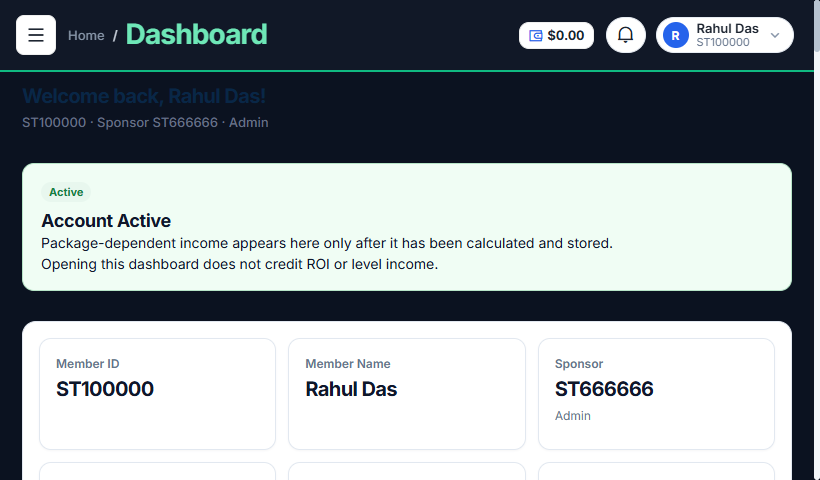 Home / Dashboard
$0.00
R
Rahul Das
ST100000
Welcome back, Rahul Das!
ST100000 · Sponsor ST666666 · Admin
Active
Account Active
Package-dependent income appears here only after it has been calculated and stored.
Opening this dashboard does not credit ROI or level income.
Member ID
ST100000
Member Name
Rahul Das
Sponsor
ST666666
Admin